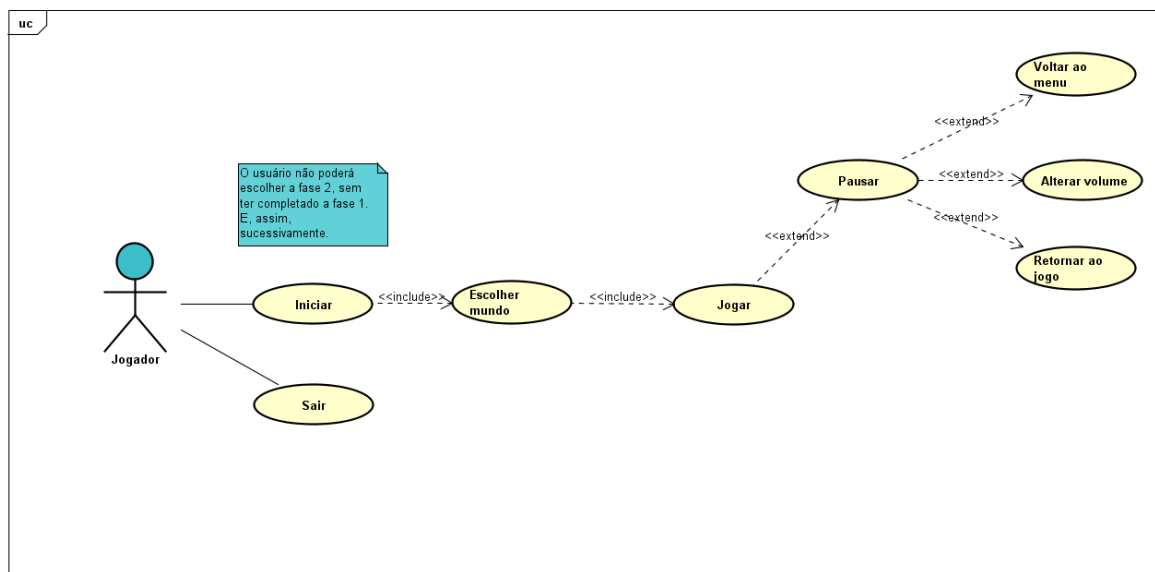 uc
Voltar ao
menu
<<extend>>
O usuário não poderá
escolher a fase 2, sem
ter completado a fase 1.
E, assim,
sucessivamente.
Pausar
<<extend>>
Alterar volume
<<extend>>
<<extend>>
Retornar ao
jogo
Iniciar
<<include>>
Escolher
mundo
<<include>>
Jogar
Jogador
Sair